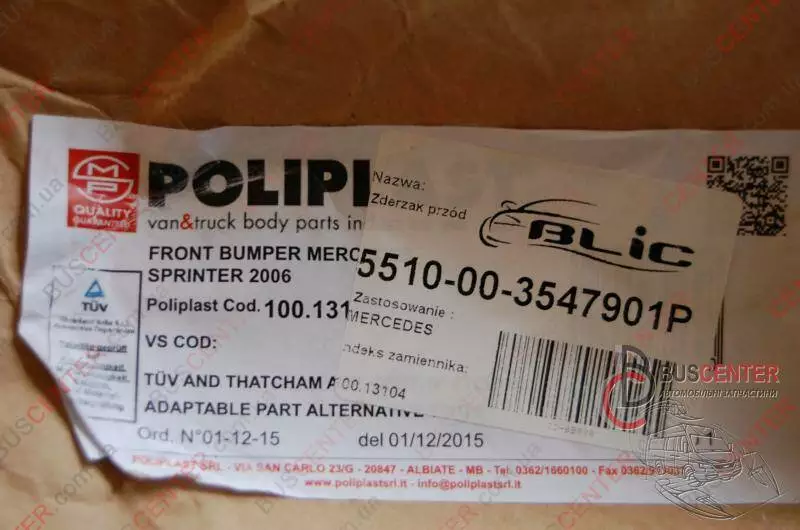 QUALITY
GUARANTEED
POLIPL
van&truck body parts in
FRONT BUMPER MERC
SPRINTER 2006
Poliplast Cod. 100.131
VS COD:
TÜV AND THATCHAM A
ADAPTABLE PART ALTERNATIVE
Ord. N°01-12-15 del 01/12/2015
POLIPLAST SRL - VIA SAN CARLO 23/G - 20847 - ALBIATE - MB - Tel. 0362/1660100 - Fax 0362/
www.poliplastsrl.it - info@poliplastsrl.it
TÜV
Nazwa:
Zderzak przód
BLIC
5510-00-3547901P
Zastosowanie :
MERCEDES
ndeks zamiennika:
00.13104
BUSCENTER
АВТОМОБІЛЬНІ ЗАПЧАСТИНИ